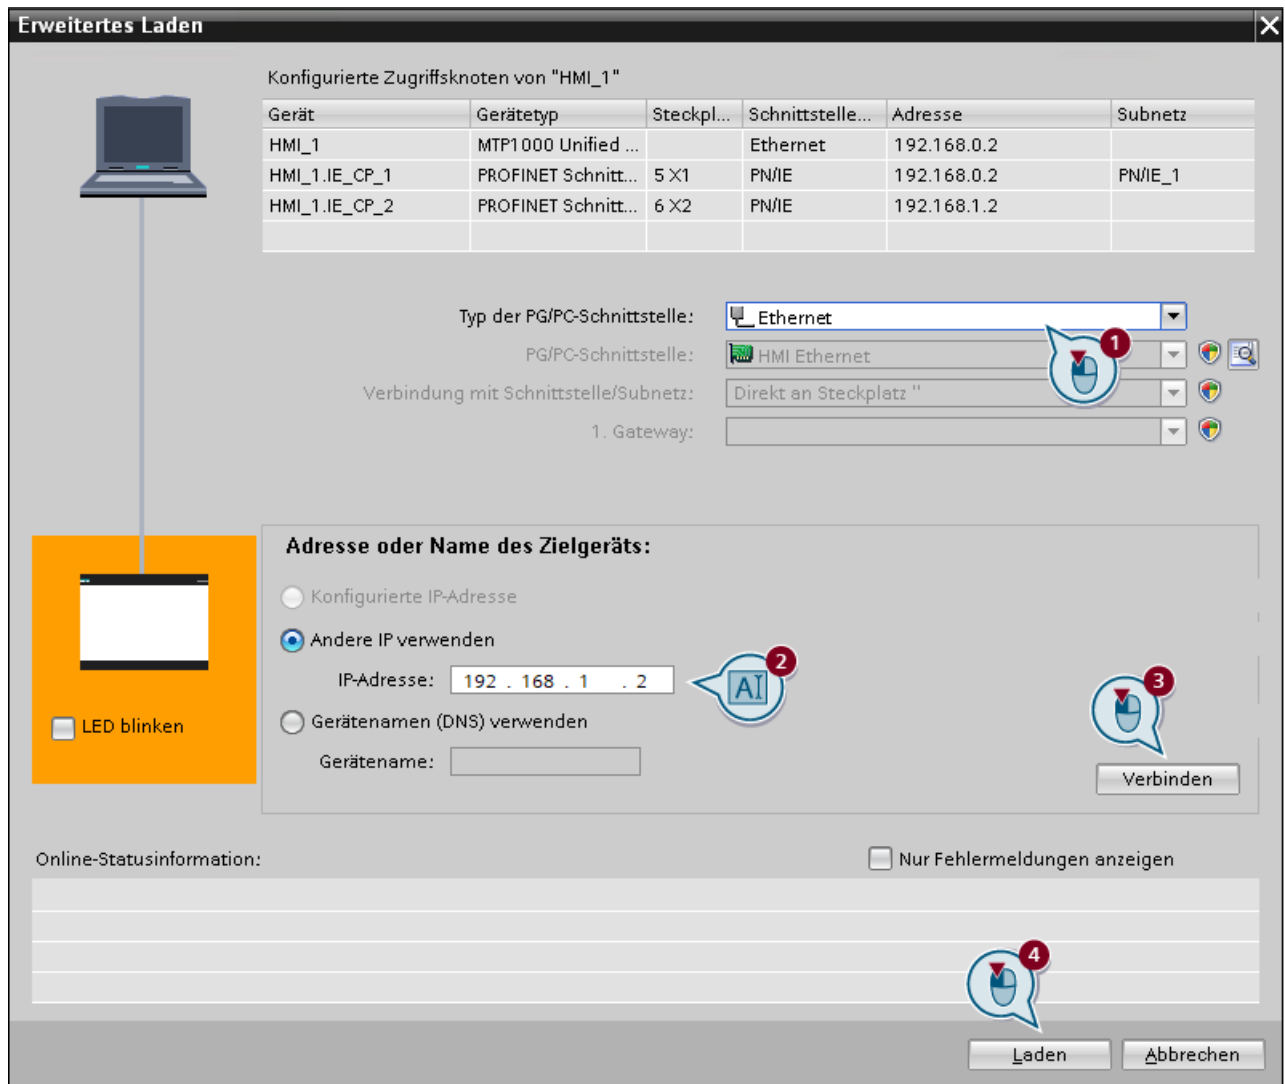 Erweitertes Laden
Konfigurierte Zugriffsknoten von "HMI_1"
Gerät Gerätetyp Steckpl... Schnittstelle... Adresse Subnetz
HMI_1 MTP1000 Unified ... Ethernet 192.168.0.2
HMI_1.IE_CP_1 PROFINET Schnitt... 5 X1 PN/IE 192.168.0.2 PN/IE_1
HMI_1.IE_CP_2 PROFINET Schnitt... 6 X2 PN/IE 192.168.1.2
Typ der PG/PC-Schnittstelle: Ethernet
1
PG/PC-Schnittstelle: HMI Ethernet
Verbindung mit Schnittstelle/Subnetz: Direkt an Steckplatz ''
1. Gateway:
Adresse oder Name des Zielgeräts:
Konfigurierte IP-Adresse
Andere IP verwenden
IP-Adresse: 192 . 168 . 1 . 2
AI 2
3
Gerätenamen (DNS) verwenden
LED blinken
Gerätename:
Verbinden
Online-Statusinformation: Nur Fehlermeldungen anzeigen
4
Laden Abbrechen